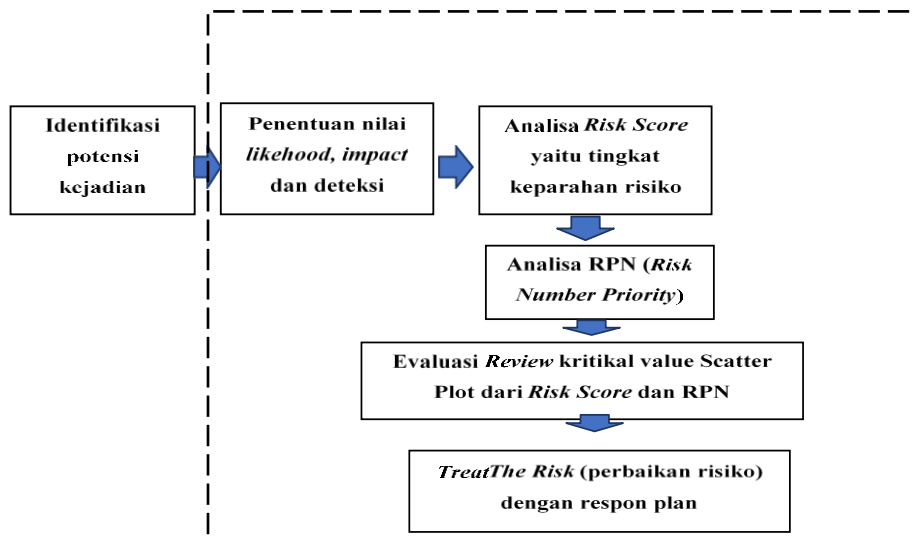 Identifikasi
potensi
kejadian
Penentuan nilai
likehood, impact
dan deteksi
Analisa Risk Score
yaitu tingkat
keparahan risiko
Analisa RPN (Risk
Number Priority)
Evaluasi Review kritikal value Scatter
Plot dari Risk Score dan RPN
TreatThe Risk (perbaikan risiko)
dengan respon plan